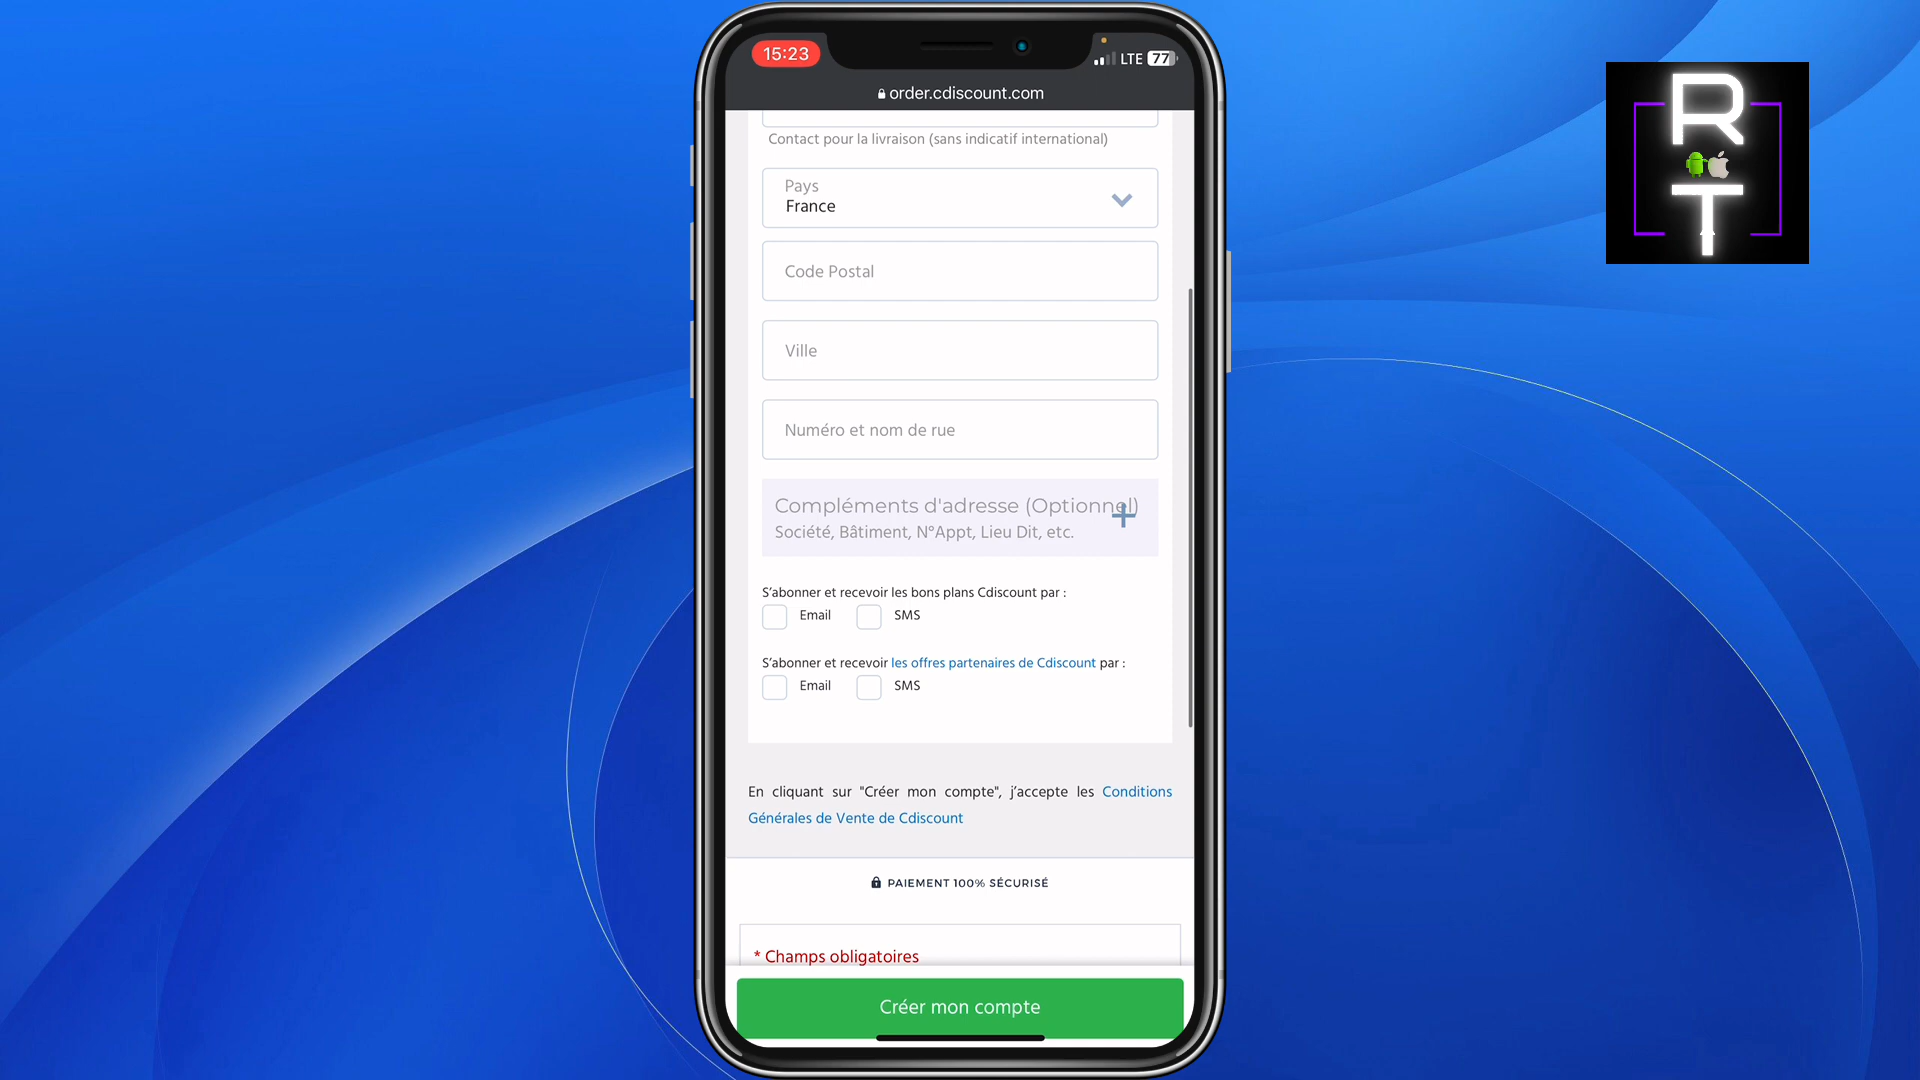 15:23
LTE 77
order.cdiscount.com
Contact pour la livraison (sans indicatif international)
Pays
France
Code Postal
Ville
Numéro et nom de rue
Compléments d'adresse (Optionnel)
Société, Bâtiment, N°Appt, Lieu Dit, etc.
S’abonner et recevoir les bons plans Cdiscount par :
Email SMS
S’abonner et recevoir les offres partenaires de Cdiscount par :
Email SMS
En cliquant sur "Créer mon compte", j’accepte les Conditions
Générales de Vente de Cdiscount
PAIEMENT 100% SÉCURISÉ
* Champs obligatoires
Créer mon compte
R
T